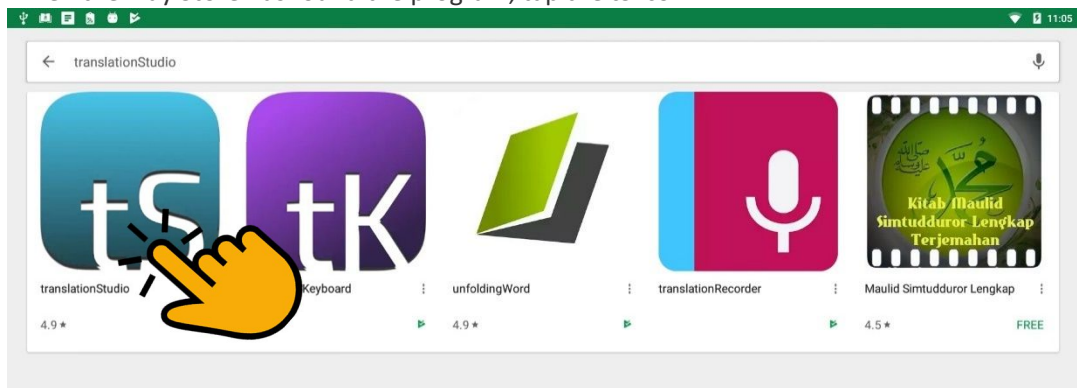 11:05
translationStudio
tS
tK
محمد
Kitab Maulid
Simtudduror Lengkap
Terjemahan
translationStudio
Keyboard
unfoldingWord
translationRecorder
Maulid Simtudduror Lengkap
4.9★
4.9★
4.5★
FREE